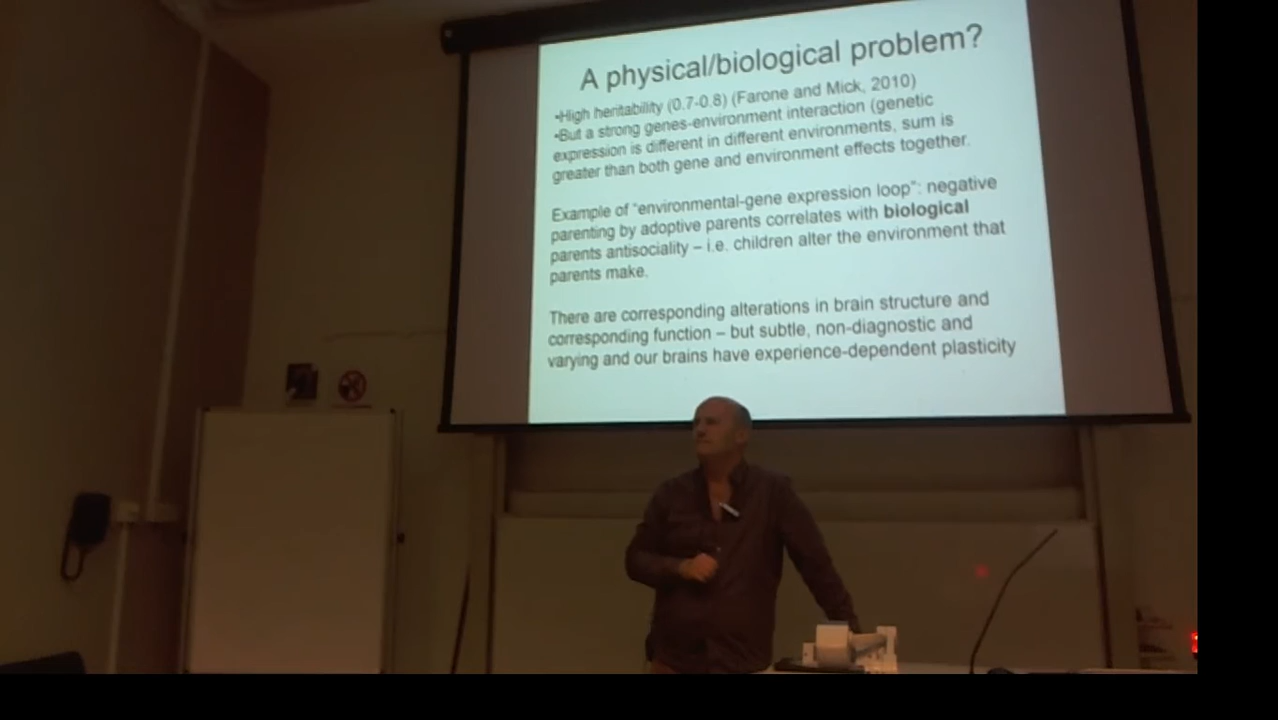 A physical/biological problem?
•High heritability (0.7-0.8) (Farone and Mick, 2010)
•But a strong genes-environment interaction (genetic
expression is different in different environments, sum is
greater than both gene and environment effects together.
Example of “environmental-gene expression loop”: negative
parenting by adoptive parents correlates with biological
parents antisociality – i.e. children alter the environment that
parents make.
There are corresponding alterations in brain structure and
corresponding function – but subtle, non-diagnostic and
varying and our brains have experience-dependent plasticity